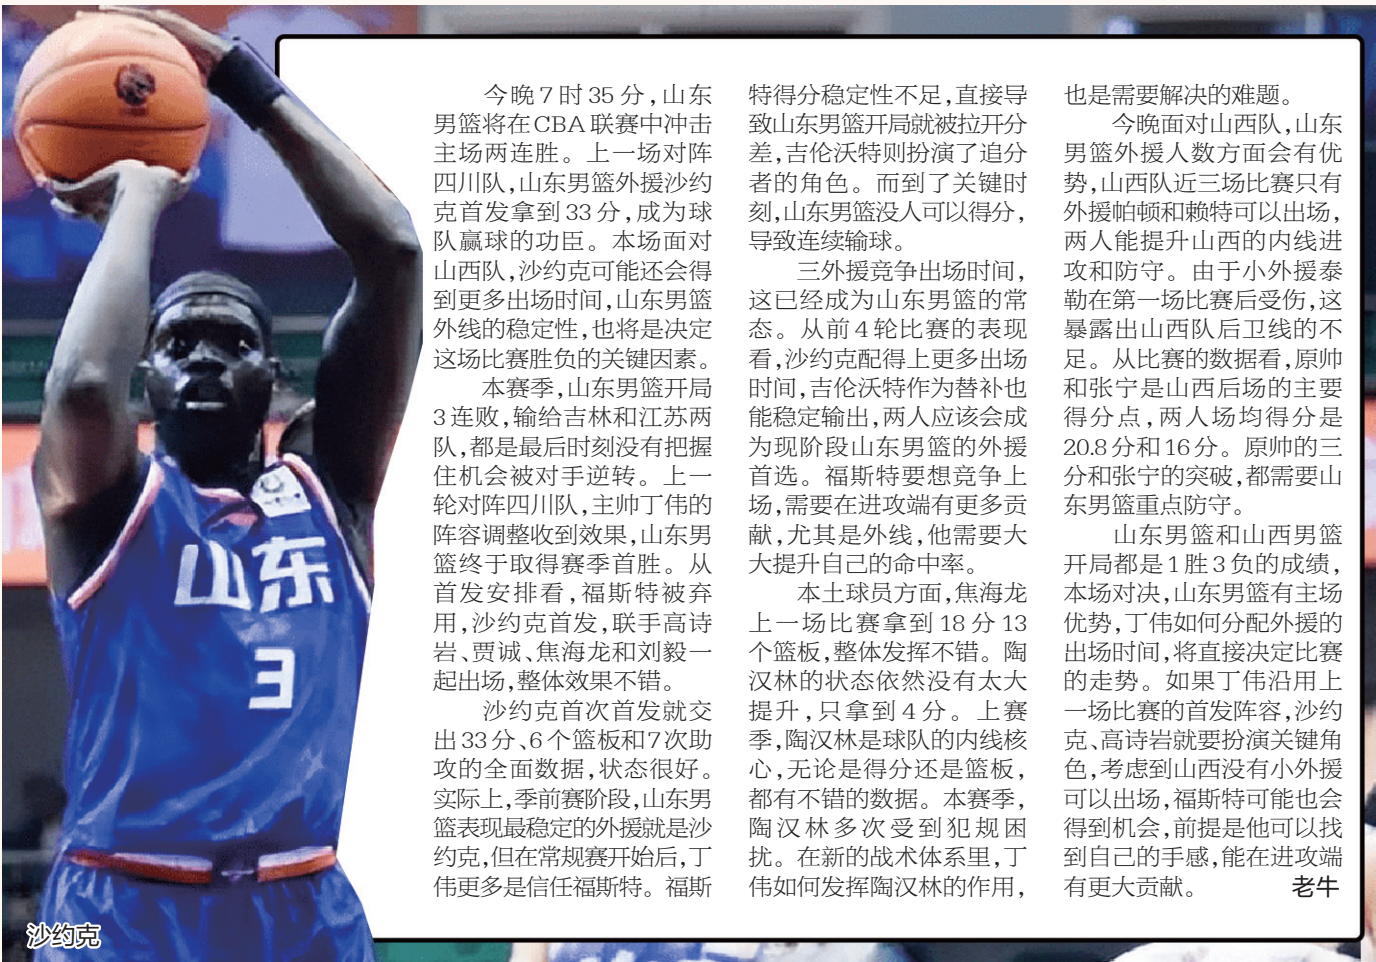 今晚7时35分，山东
男篮将在CBA联赛中冲击
主场两连胜。上一场对阵
四川队，山东男篮外援沙约
克首发拿到33分，成为球
队赢球的功臣。本场面对
山西队，沙约克可能还会得
到更多出场时间，山东男篮
外线的稳定性，也将是决定
这场比赛胜负的关键因素。
本赛季，山东男篮开局
3连败，输给吉林和江苏两
队，都是最后时刻没有把握
住机会被对手逆转。上一
轮对阵四川队，主帅丁伟的
阵容调整收到效果，山东男
篮终于取得赛季首胜。从
首发安排看，福斯特被弃
用，沙约克首发，联手高诗
岩、贾诚、焦海龙和刘毅一
起出场，整体效果不错。
沙约克首次首发就交
出33分、6个篮板和7次助
攻的全面数据，状态很好。
实际上，季前赛阶段，山东男
篮表现最稳定的外援就是沙
约克，但在常规赛开始后，丁
伟更多是信任福斯特。福斯
特得分稳定性不足，直接导
致山东男篮开局就被拉开分
差，吉伦沃特则扮演了追分
者的角色。而到了关键时
刻，山东男篮没人可以得分，
导致连续输球。
三外援竞争出场时间，
这已经成为山东男篮的常
态。从前4轮比赛的表现
看，沙约克配得上更多出场
时间，吉伦沃特作为替补也
能稳定输出，两人应该会成
为现阶段山东男篮的外援
首选。福斯特要想竞争上
场，需要在进攻端有更多贡
献，尤其是外线，他需要大
大提升自己的命中率。
本土球员方面，焦海龙
上一场比赛拿到18分13
个篮板，整体发挥不错。陶
汉林的状态依然没有太大
提升，只拿到4分。上赛
季，陶汉林是球队的内线核
心，无论是得分还是篮板，
都有不错的数据。本赛季，
陶汉林多次受到犯规困
扰。在新的战术体系里，丁
伟如何发挥陶汉林的作用，
也是需要解决的难题。
今晚面对山西队，山东
男篮外援人数方面会有优
势，山西队近三场比赛只有
外援帕顿和赖特可以出场，
两人能提升山西的内线进
攻和防守。由于小外援泰
勒在第一场比赛后受伤，这
暴露出山西队后卫线的不
足。从比赛的数据看，原帅
和张宁是山西后场的主要
得分点，两人场均得分是
20.8分和16分。原帅的三
分和张宁的突破，都需要山
东男篮重点防守。
山东男篮和山西男篮
开局都是1胜3负的成绩，
本场对决，山东男篮有主场
优势，丁伟如何分配外援的
出场时间，将直接决定比赛
的走势。如果丁伟沿用上
一场比赛的首发阵容，沙约
克、高诗岩就要扮演关键角
色，考虑到山西没有小外援
可以出场，福斯特可能也会
得到机会，前提是他可以找
到自己的手感，能在进攻端
有更大贡献。 老牛
山东
3
沙约克